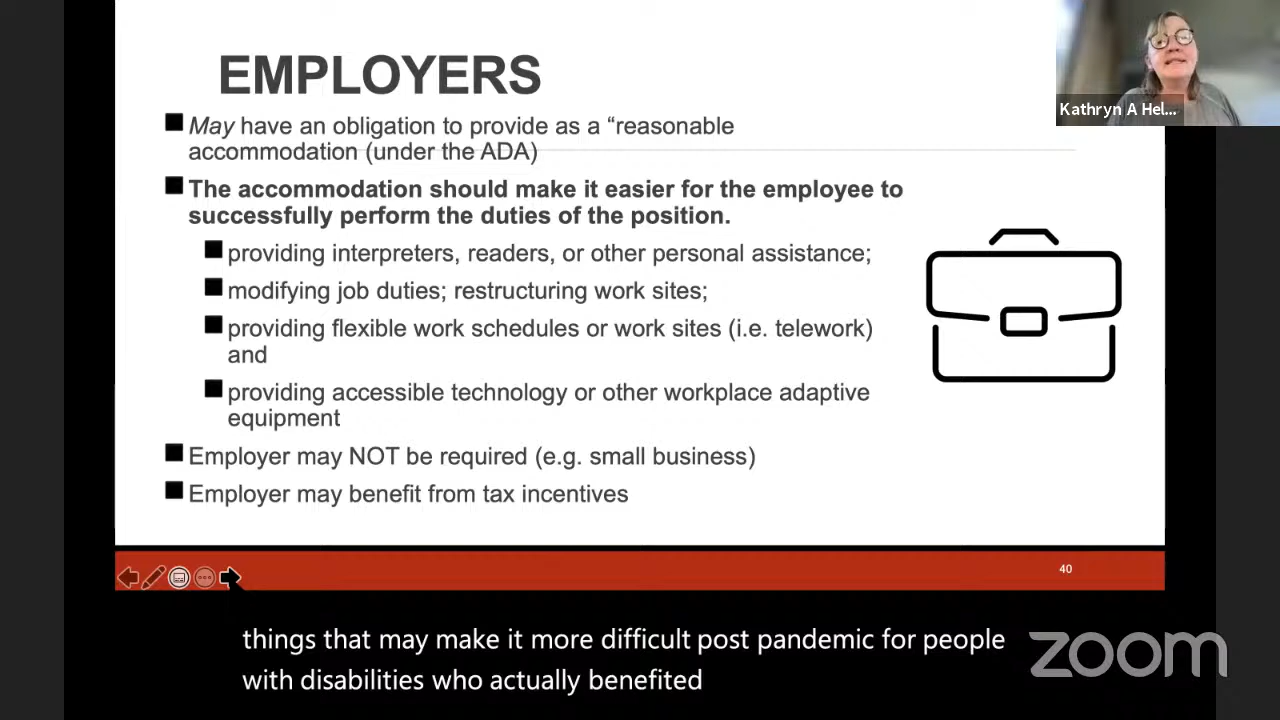 EMPLOYERS
Kathryn A Hel...
May have an obligation to provide as a “reasonable
accommodation (under the ADA)
The accommodation should make it easier for the employee to
successfully perform the duties of the position.
providing interpreters, readers, or other personal assistance;
modifying job duties; restructuring work sites;
providing flexible work schedules or work sites (i.e. telework)
and
providing accessible technology or other workplace adaptive
equipment
Employer may NOT be required (e.g. small business)
Employer may benefit from tax incentives
40
things that may make it more difficult post pandemic for people
with disabilities who actually benefited
zoom